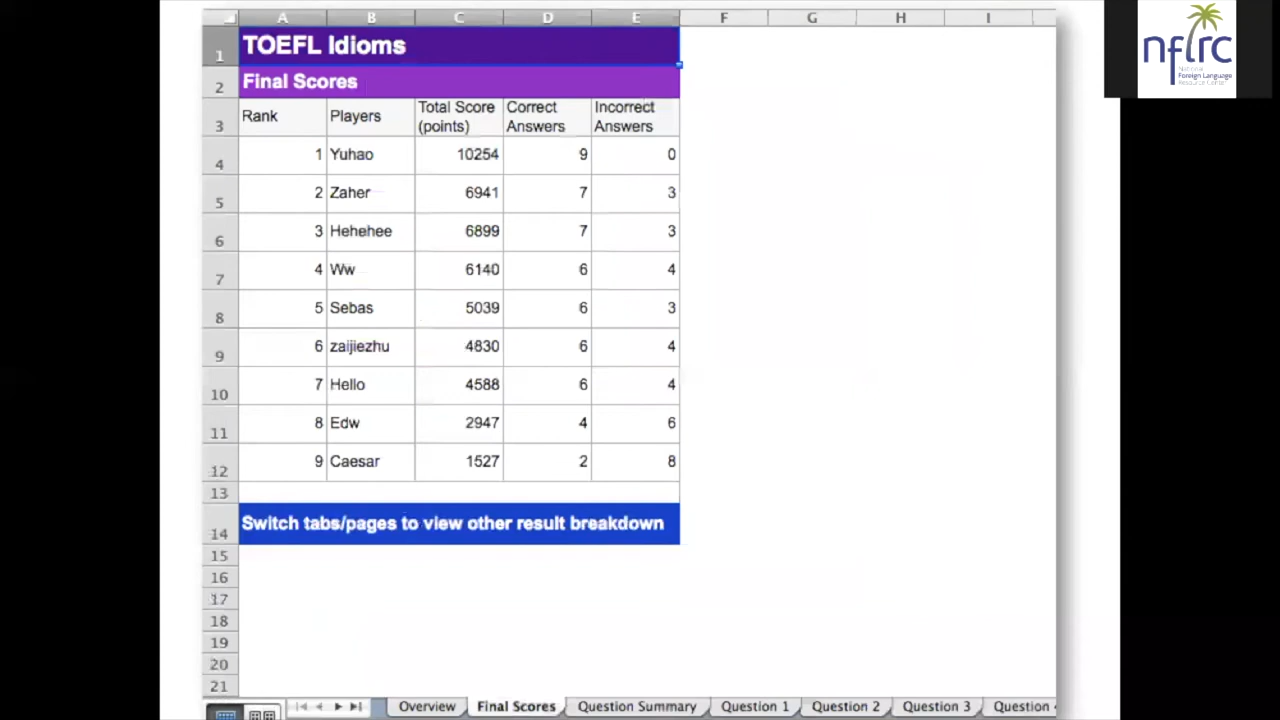 A B C D E F G H I
1 TOEFL Idioms
2 Final Scores
3 Rank Players Total Score (points) Correct Answers Incorrect Answers
4 1 Yuhao 10254 9 0
5 2 Zaher 6941 7 3
6 3 Hehehee 6899 7 3
7 4 Ww 6140 6 4
8 5 Sebas 5039 6 3
9 6 zaijiezhu 4830 6 4
10 7 Hello 4588 6 4
11 8 Edw 2947 4 6
12 9 Caesar 1527 2 8
13
14 Switch tabs/pages to view other result breakdown
15
16
17
18
19
20
21
Overview Final Scores Question Summary Question 1 Question 2 Question 3 Question
nflrc
National
Foreign Language
Resource Center